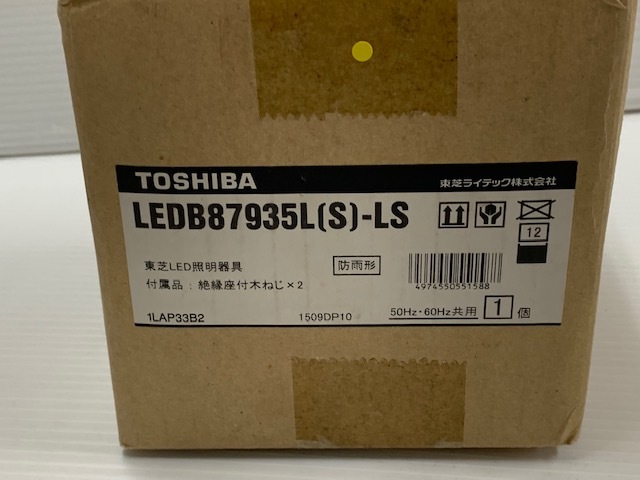 TOSHIBA 東芝ライテック株式会社
LEDB87935L(S)-LS
12
東芝LED照明器具 防雨形
付属品：絶縁座付木ねじ×2
4974550551588
1LAP33B2 1509DP10 50Hz・60Hz共用 1個